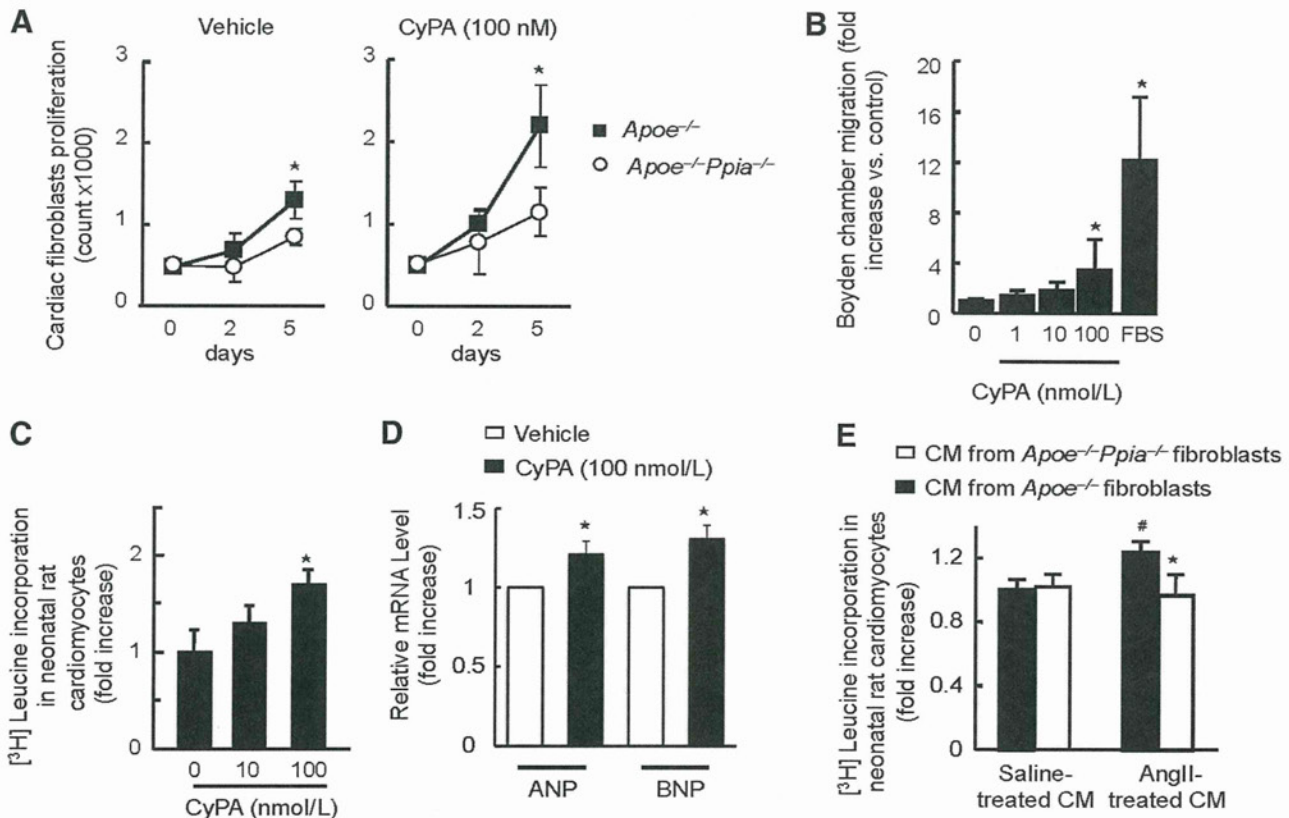 A
Vehicle
CyPA (100 nM)
Cardiac fibroblasts proliferation
(count x1000)
3
2
1
0
0 2 5
days
3
2
1
0
0 2 5
days
*
*
Apoe–/–
Apoe–/–Ppia–/–
B
Boyden chamber migration (fold
increase vs. control)
20
16
12
8
4
0
*
*
0 1 10 100 FBS
CyPA (nmol/L)
C
[3H] Leucine incorporation
in neonatal rat
cardiomyocytes
(fold increase)
2
1
0
*
0 10 100
CyPA (nmol/L)
D
Vehicle
CyPA (100 nmol/L)
Relative mRNA Level
(fold increase)
1.5
1
0.5
0
*
*
ANP BNP
E
CM from Apoe–/–Ppia–/– fibroblasts
CM from Apoe–/– fibroblasts
[3H] Leucine incorporation in
neonatal rat cardiomyocytes
(fold increase)
1.2
0.8
0.4
0
#
*
Saline-
treated CM
AngII-
treated CM